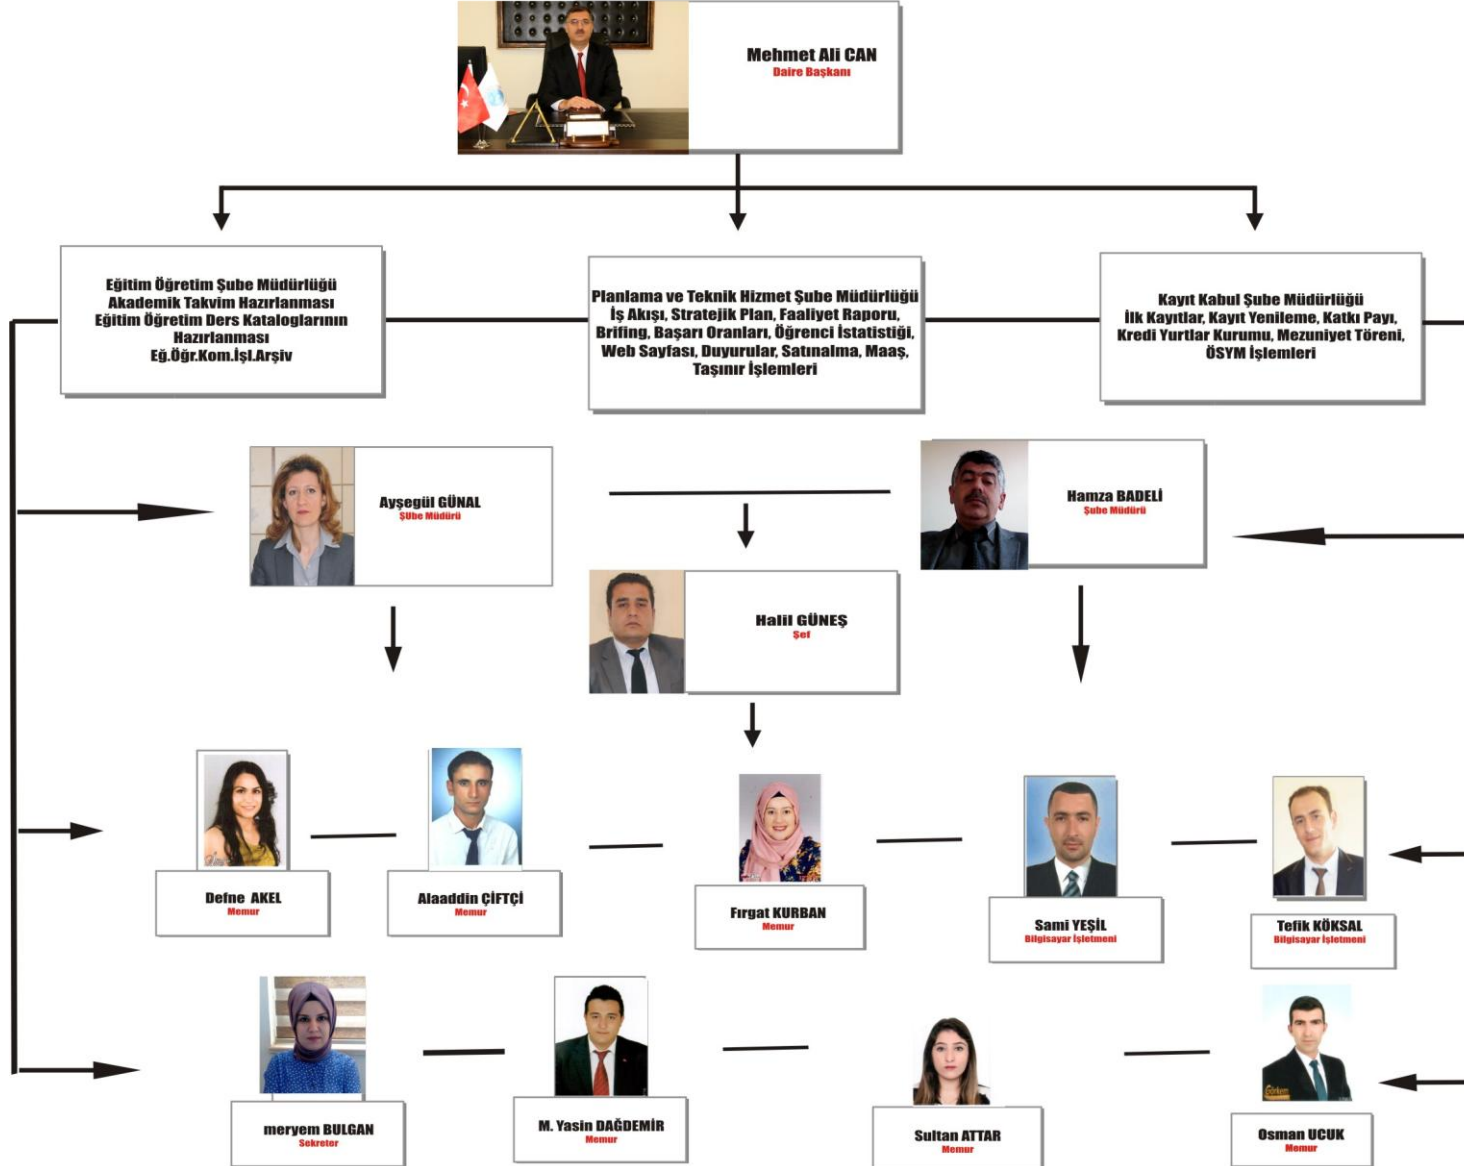 Mehmet Ali CAN
Daire Başkanı
Eğitim Öğretim Şube Müdürlüğü
Akademik Takvim Hazırlanması
Eğitim Öğretim Ders Kataloglarının
Hazırlanması
Eğ.Öğr.Kom.İşl.Arşiv
Planlama ve Teknik Hizmet Şube Müdürlüğü
İş Akışı, Stratejik Plan, Faaliyet Raporu,
Brifing, Başarı Oranları, Öğrenci İstatistiği,
Web Sayfası, Duyurular, Satınalma, Maaş,
Taşınır İşlemleri
Kayıt Kabul Şube Müdürlüğü
İlk Kayıtlar, Kayıt Yenileme, Katkı Payı,
Kredi Yurtlar Kurumu, Mezuniyet Töreni,
ÖSYM İşlemleri
Ayşegül GÜNAL
ŞUbe Müdürü
Hamza BADELİ
Şube Müdürü
Halil GÜNEŞ
Şef
Defne AKEL
Memur
Alaaddin ÇİFTÇİ
Memur
Fırgat KURBAN
Memur
Sami YEŞİL
Bilgisayar İşletmeni
Tefik KÖKSAL
Bilgisayar İşletmeni
meryem BULGAN
Sekreter
M. Yasin DAĞDEMİR
Memur
Sultan ATTAR
Memur
Osman UCUK
Memur